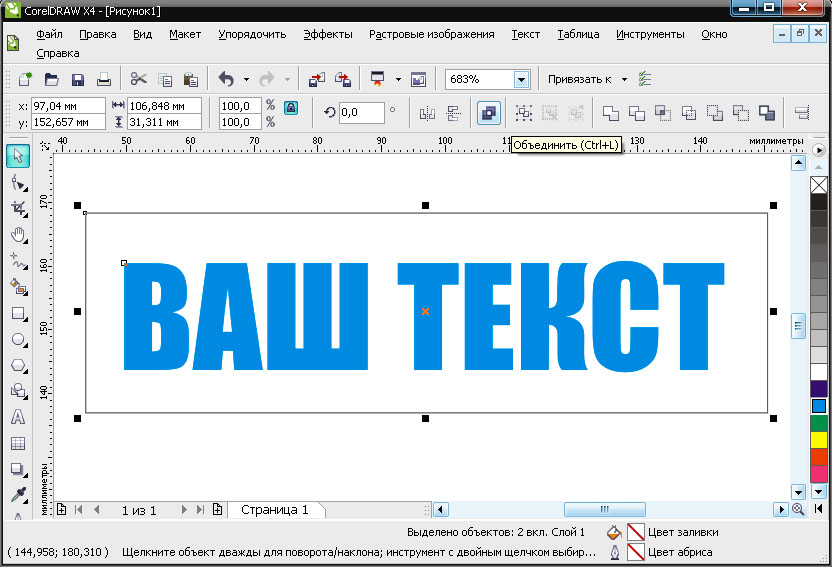 CorelDRAW X4 - [Рисунок1]
Файл Правка Вид Макет Упорядочить Эффекты Растровые изображения Текст Таблица Инструменты Окно
Справка
683% Привязать к
x: 97,04 мм 106,848 мм 100,0 % 0,0 °
y: 152,657 мм 31,311 мм 100,0 %
Объединить (Ctrl+L)
40 50 60 70 80 90 100 130 140 миллиметры
170
160
150
140
миллиметры
ВАШ ТЕКСТ
1 из 1 Страница 1
Выделено объектов: 2 вкл. Слой 1 Цвет заливки
( 144,958; 180,310 ) Щелкните объект дважды для поворота/наклона; инструмент с двойным щелчком выбир... Цвет абриса